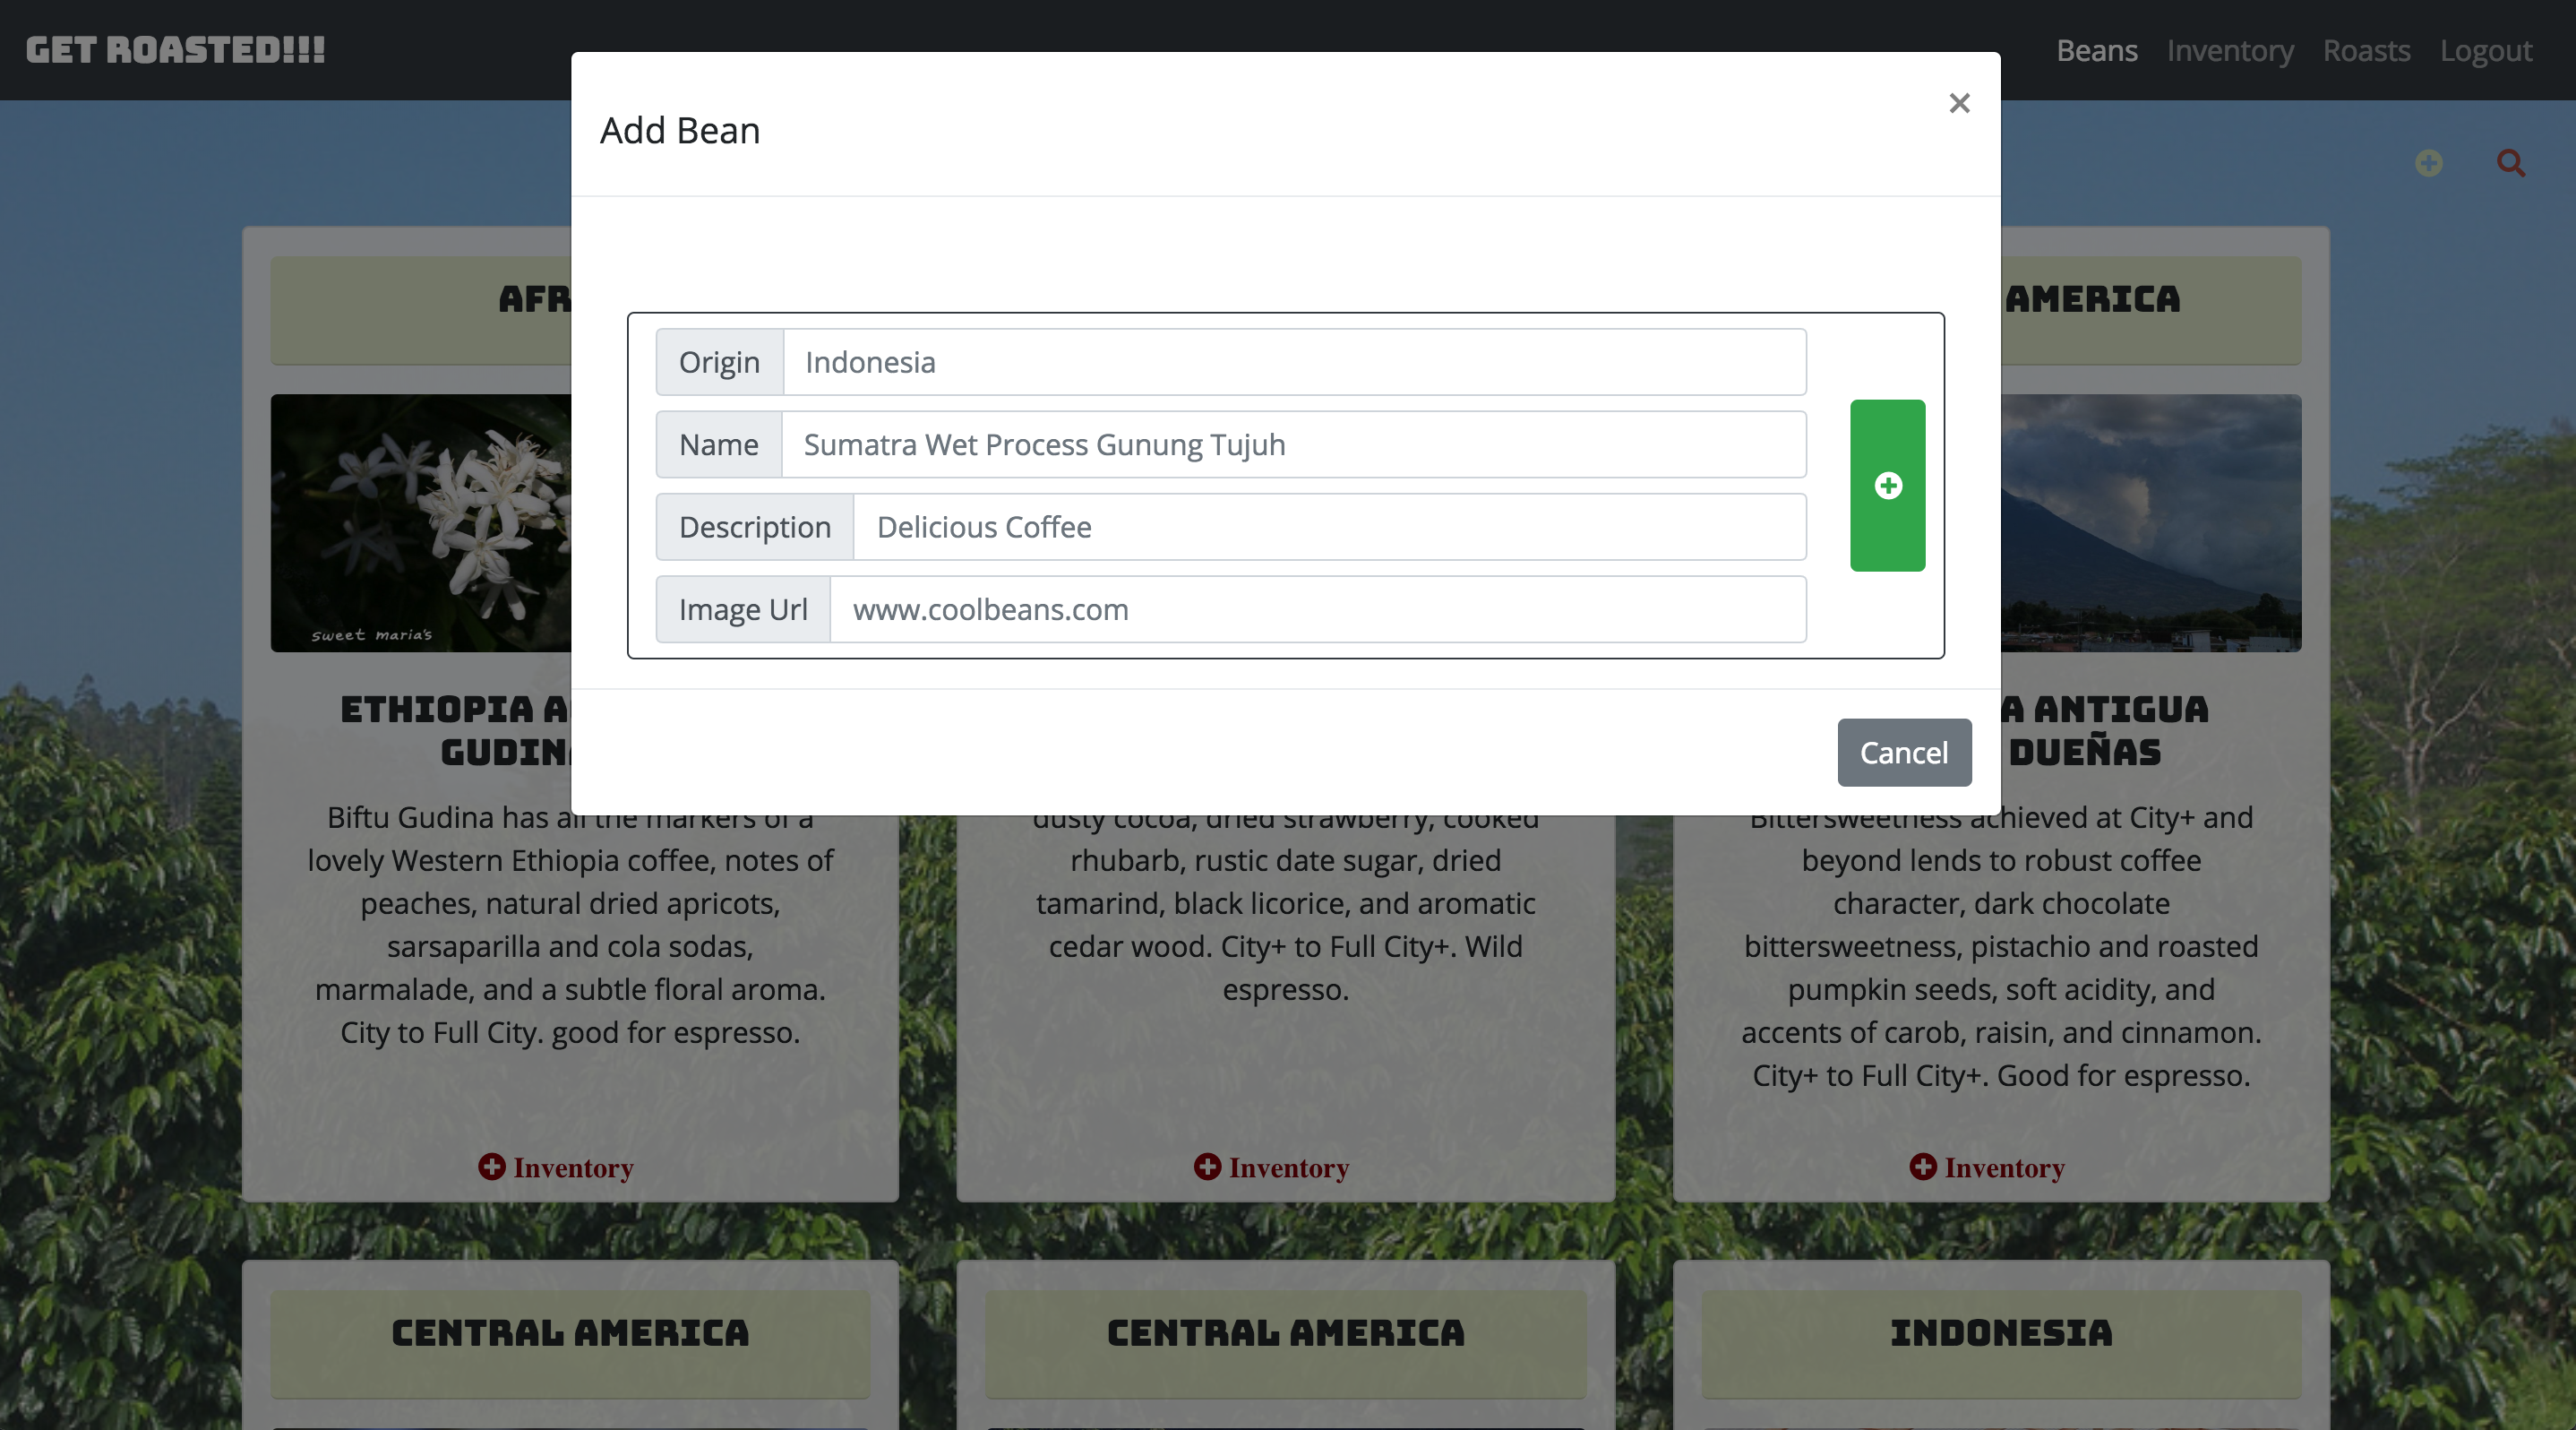 GET ROASTED!!!
Beans Inventory Roasts Logout
Add Bean
×
Origin Indonesia
Name Sumatra Wet Process Gunung Tujuh
Description Delicious Coffee
Image Url www.coolbeans.com
Cancel
AFR
sweet maria's
ETHIOPIA A
GUDIN
Biftu Gudina has all the markers of a
lovely Western Ethiopia coffee, notes of
peaches, natural dried apricots,
sarsaparilla and cola sodas,
marmalade, and a subtle floral aroma.
City to Full City. good for espresso.
Inventory
dusty cocoa, dried strawberry, cooked
rhubarb, rustic date sugar, dried
tamarind, black licorice, and aromatic
cedar wood. City+ to Full City+. Wild
espresso.
Inventory
AMERICA
A ANTIGUA
DUEÑAS
Bittersweetness achieved at City+ and
beyond lends to robust coffee
character, dark chocolate
bittersweetness, pistachio and roasted
pumpkin seeds, soft acidity, and
accents of carob, raisin, and cinnamon.
City+ to Full City+. Good for espresso.
Inventory
CENTRAL AMERICA
CENTRAL AMERICA
INDONESIA